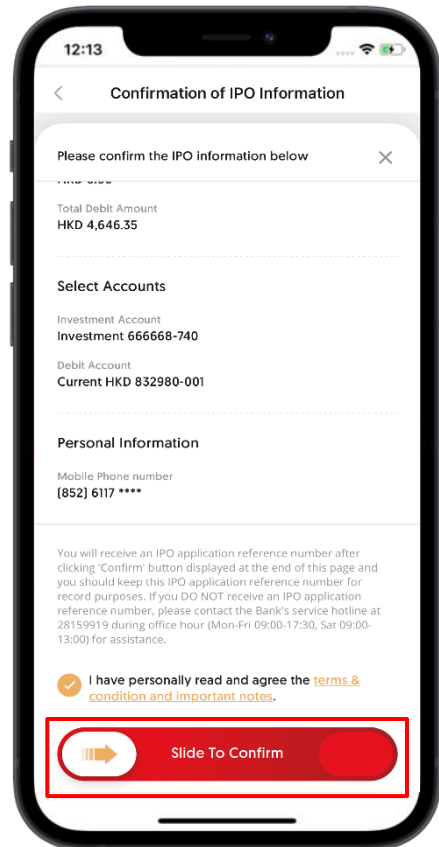 12:13
Confirmation of IPO Information
Please confirm the IPO information below
Total Debit Amount
HKD 4,646.35
Select Accounts
Investment Account
Investment 666668-740
Debit Account
Current HKD 832980-001
Personal Information
Mobile Phone number
(852) 6117 ****
You will receive an IPO application reference number after
clicking 'Confirm' button displayed at the end of this page and
you should keep this IPO application reference number for
record purposes. If you DO NOT receive an IPO application
reference number, please contact the Bank's service hotline at
28159919 during office hour (Mon-Fri 09:00-17:30, Sat 09:00-
13:00) for assistance.
I have personally read and agree the terms &
condition and important notes.
Slide To Confirm